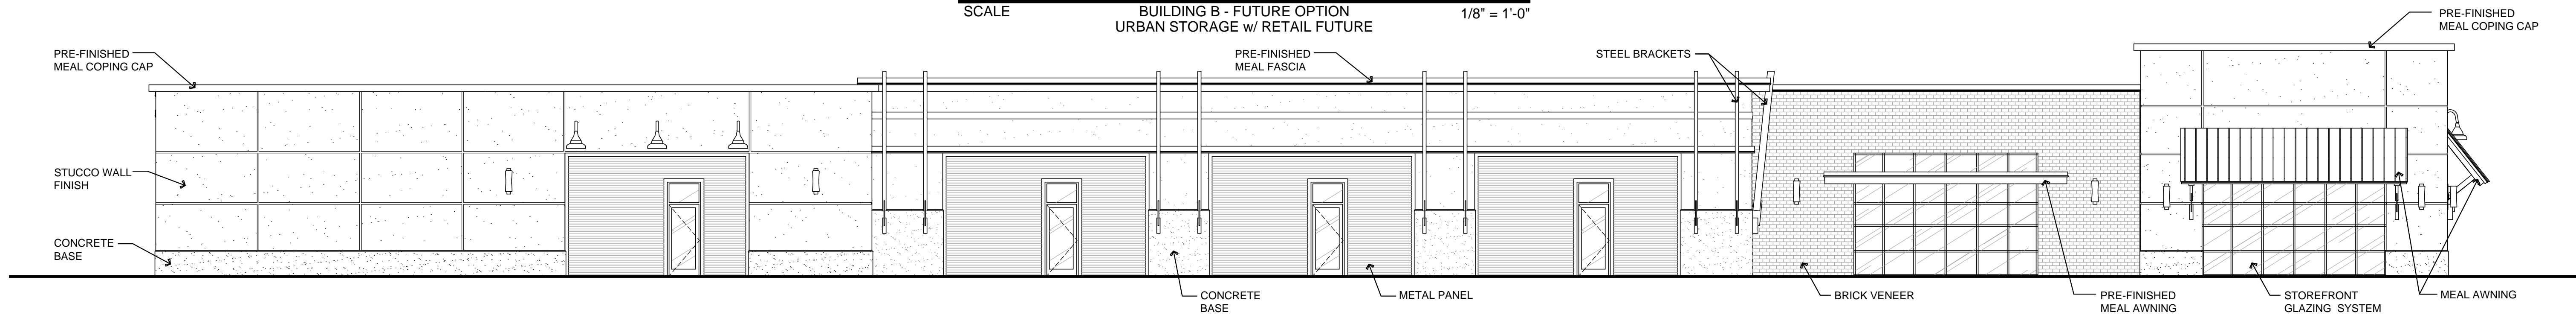 SCALE BUILDING B - FUTURE OPTION 1/8" = 1'-0"
URBAN STORAGE w/ RETAIL FUTURE
PRE-FINISHED
MEAL COPING CAP
PRE-FINISHED
MEAL COPING CAP
PRE-FINISHED
MEAL FASCIA
STEEL BRACKETS
STUCCO WALL
FINISH
CONCRETE
BASE
CONCRETE
BASE
METAL PANEL
BRICK VENEER
PRE-FINISHED
MEAL AWNING
STOREFRONT
GLAZING SYSTEM
MEAL AWNING